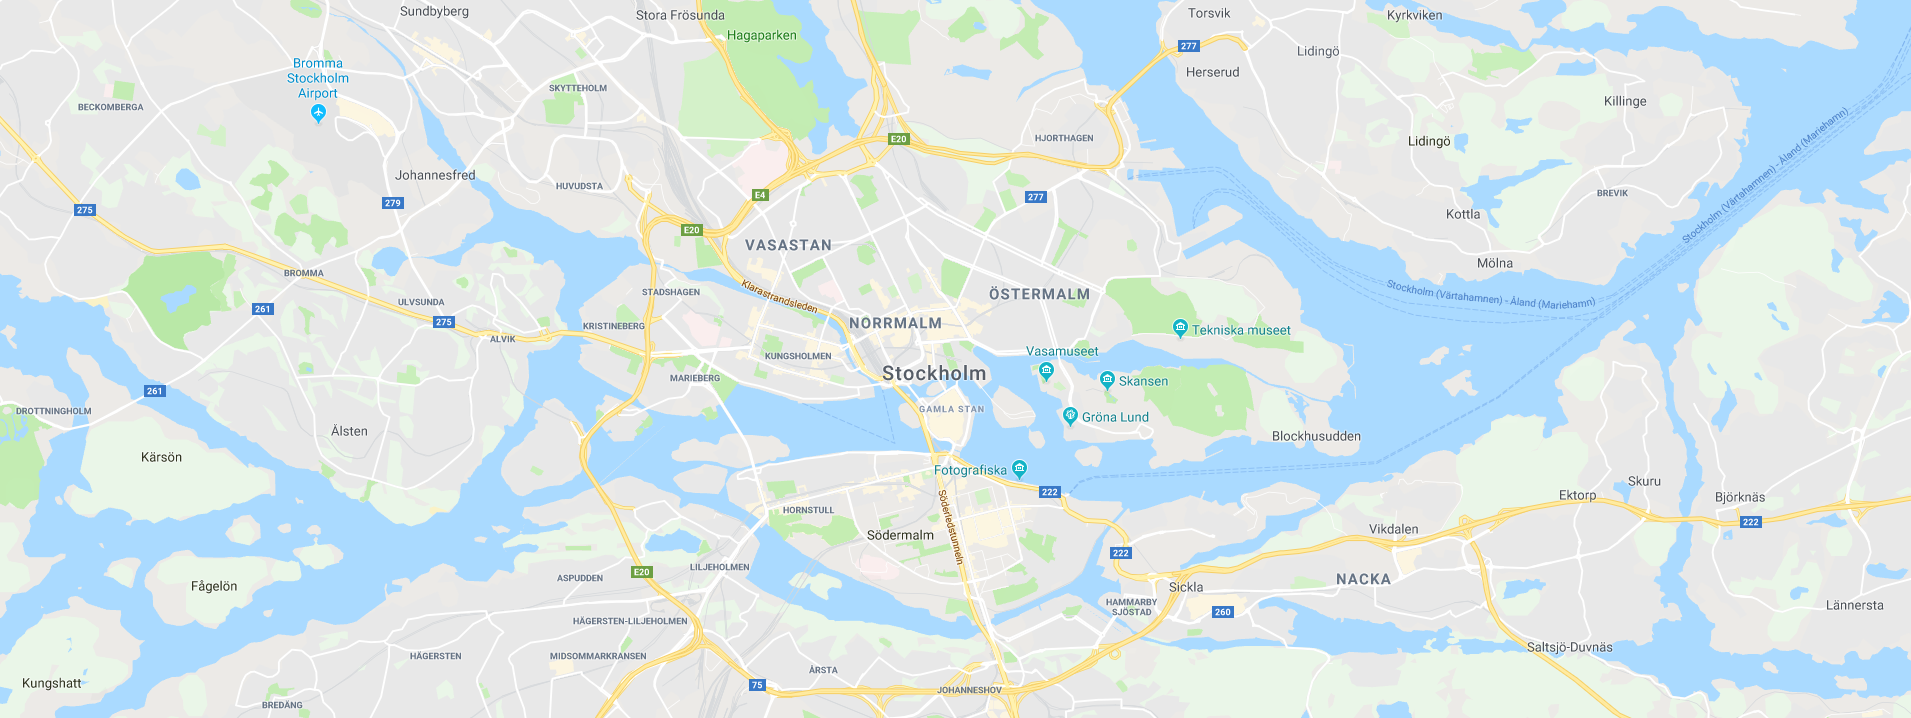 Sundbyberg
Stora Frösunda
Torsvik
Kyrkviken
Hagaparken
277
Lidingö
Bromma
Stockholm
Airport
Herserud
SKYTTEHOLM
BECKOMBERGA
Killinge
E20
HJORTHAGEN
Lidingö
Stockholm (Värtahamnen) - Åland (Mariehamn)
Johannesfred
HUVUDSTA
E4
277
BREVIK
275
279
Kottla
E20
VASASTAN
Mölna
BROMMA
Klarastrandsleden
STADSHAGEN
ÖSTERMALM
Stockholm (Värtahamnen) - Åland (Mariehamn)
ULVSUNDA
261
275
KRISTINEBERG
NORRMALM
Tekniska museet
ALVIK
KUNGSHOLMEN
Vasamuseet
MARIEBERG
Stockholm
Skansen
261
DROTTNINGHOLM
GAMLA STAN
Gröna Lund
Älsten
Blockhusudden
Kärsön
Fotografiska
222
Skuru
Ektorp
Björknäs
HORNSTULL
Söderledstunneln
Södermalm
Vikdalen
222
222
LILJEHOLMEN
E20
ASPUDDEN
NACKA
Fågelön
Sickla
HAMMARBY
SJÖSTAD
260
Lännersta
HÄGERSTEN-LILJEHOLMEN
HÄGERSTEN
MIDSOMMARKRANSEN
Saltsjö-Duvnäs
ÅRSTA
Kungshatt
75
JOHANNESHOV
BREDÄNG